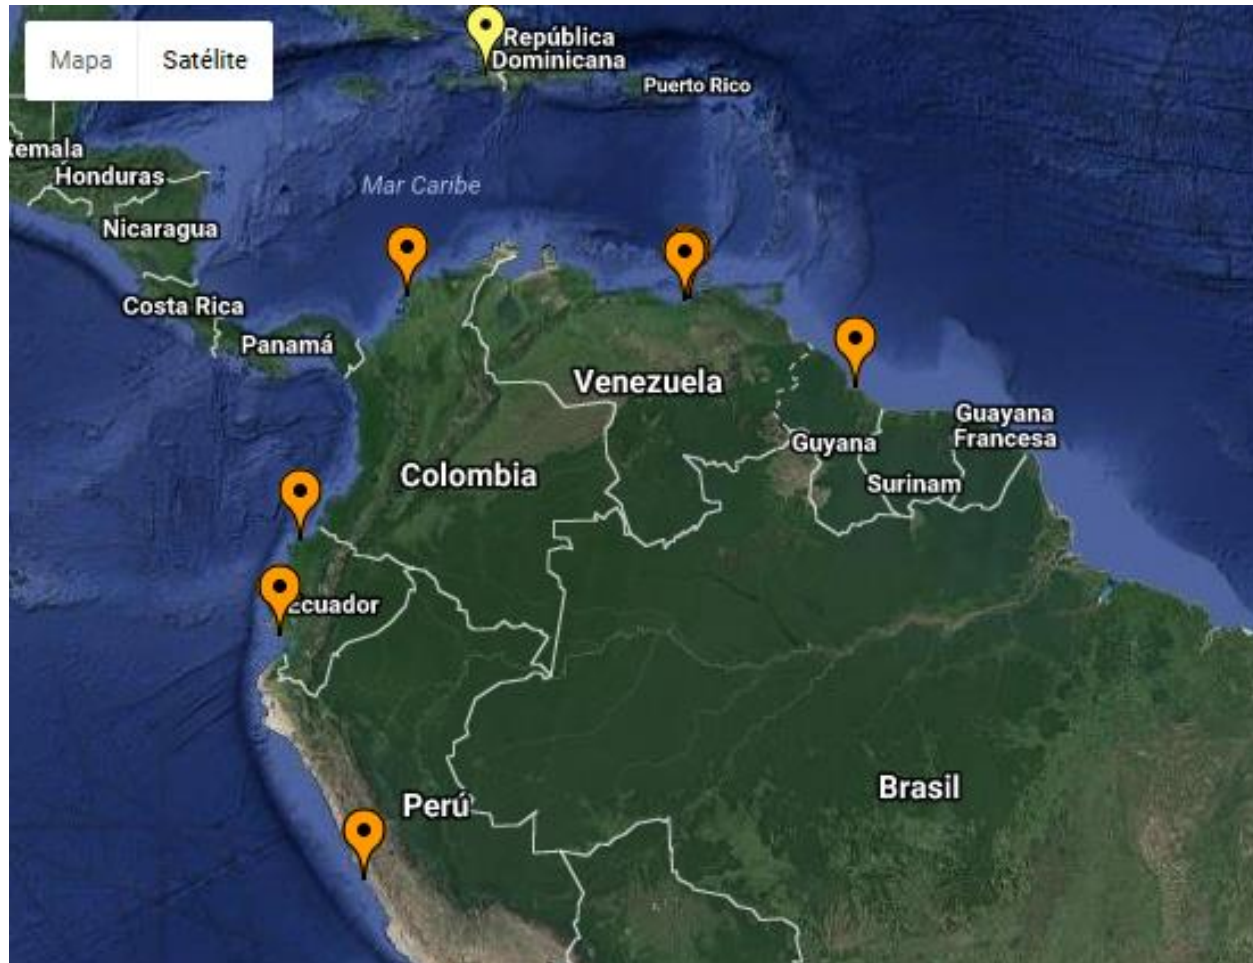 Mapa
Satélite
República
Dominicana
Puerto Rico
temala
Honduras
Mar Caribe
Nicaragua
Costa Rica
Panamá
Venezuela
Guayana
Francesa
Guyana
Colombia
Surinam
Ecuador
Brasil
Perú